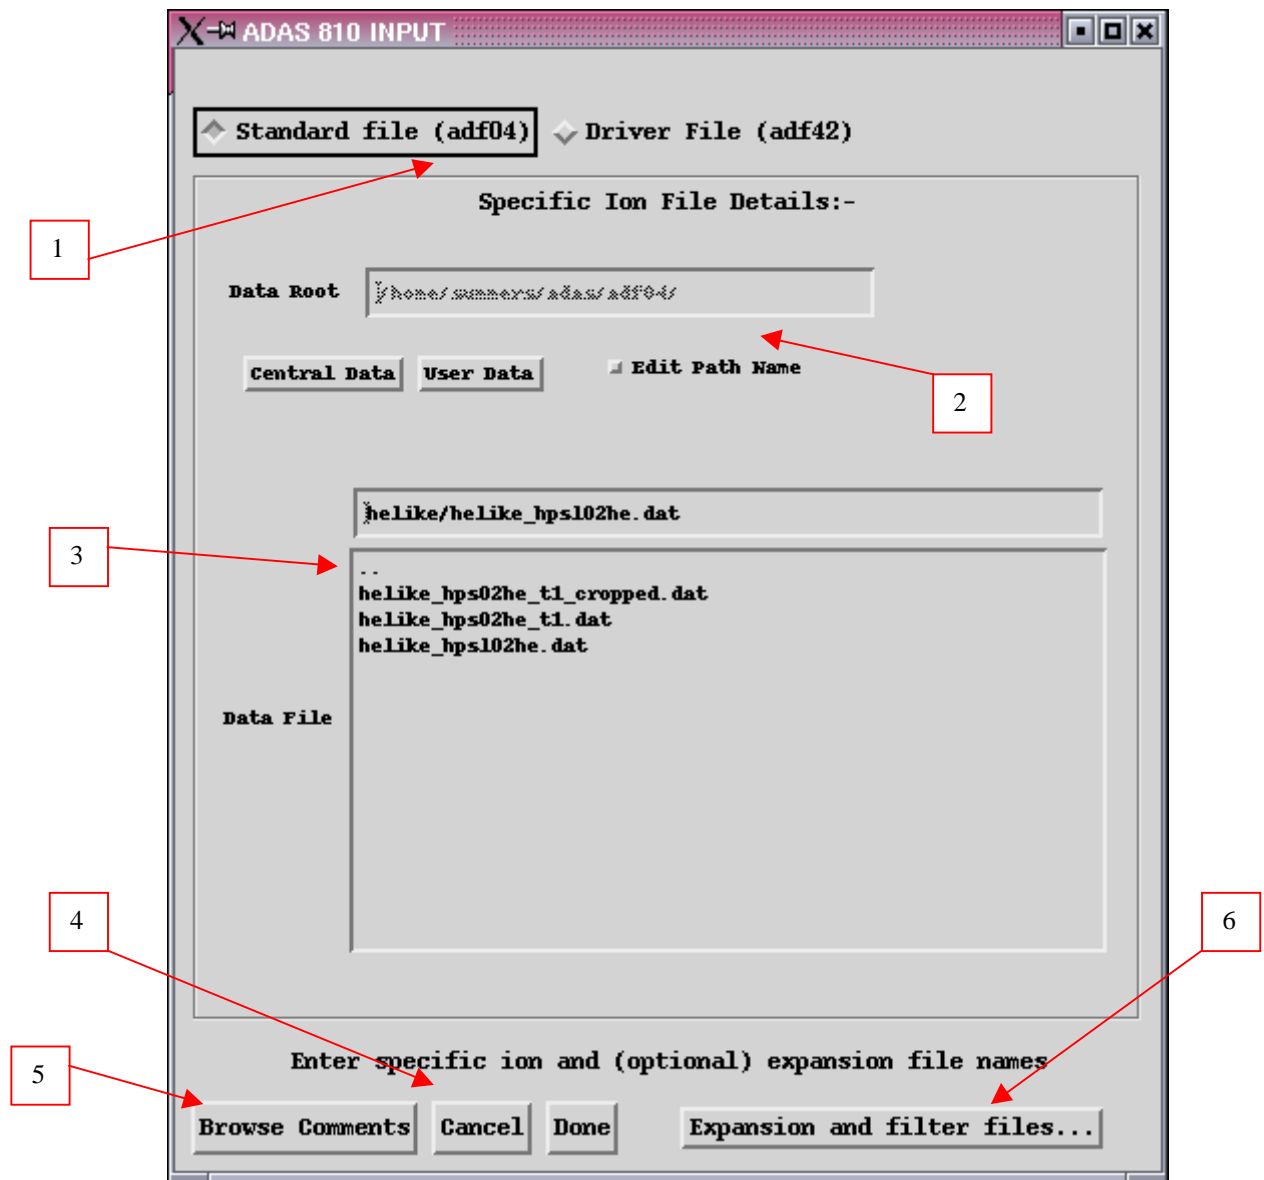 ADAS 810 INPUT
Standard file (adf04) Driver File (adf42)
Specific Ion File Details:-
1
Data Root /home/summers/adas/adf04/
Central Data User Data Edit Path Name
2
helike/helike_hpsl02he.dat
3
..
helike_hps02he_t1_cropped.dat
helike_hps02he_t1.dat
helike_hpsl02he.dat
Data File
4
6
Enter specific ion and (optional) expansion file names
5
Browse Comments Cancel Done Expansion and filter files...